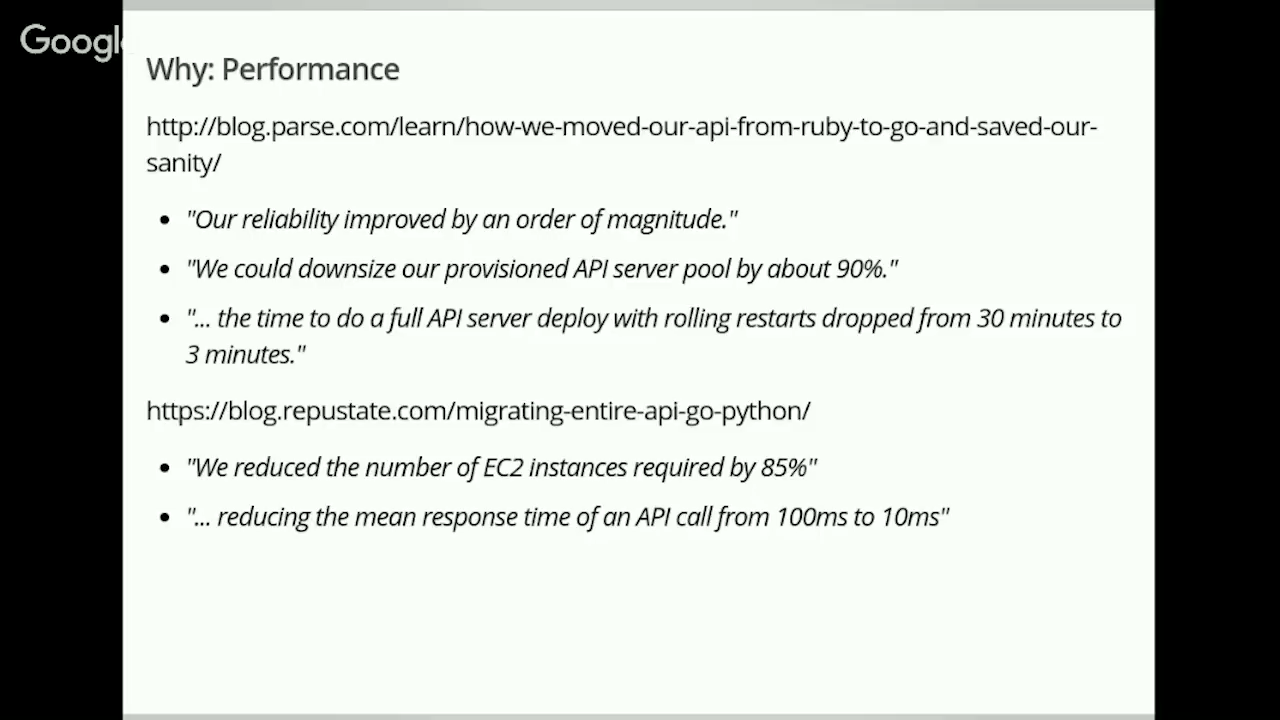 Google
Why: Performance
http://blog.parse.com/learn/how-we-moved-our-api-from-ruby-to-go-and-saved-our-
sanity/
• "Our reliability improved by an order of magnitude."
• "We could downsize our provisioned API server pool by about 90%."
• "... the time to do a full API server deploy with rolling restarts dropped from 30 minutes to
3 minutes."
https://blog.repustate.com/migrating-entire-api-go-python/
• "We reduced the number of EC2 instances required by 85%"
• "... reducing the mean response time of an API call from 100ms to 10ms"